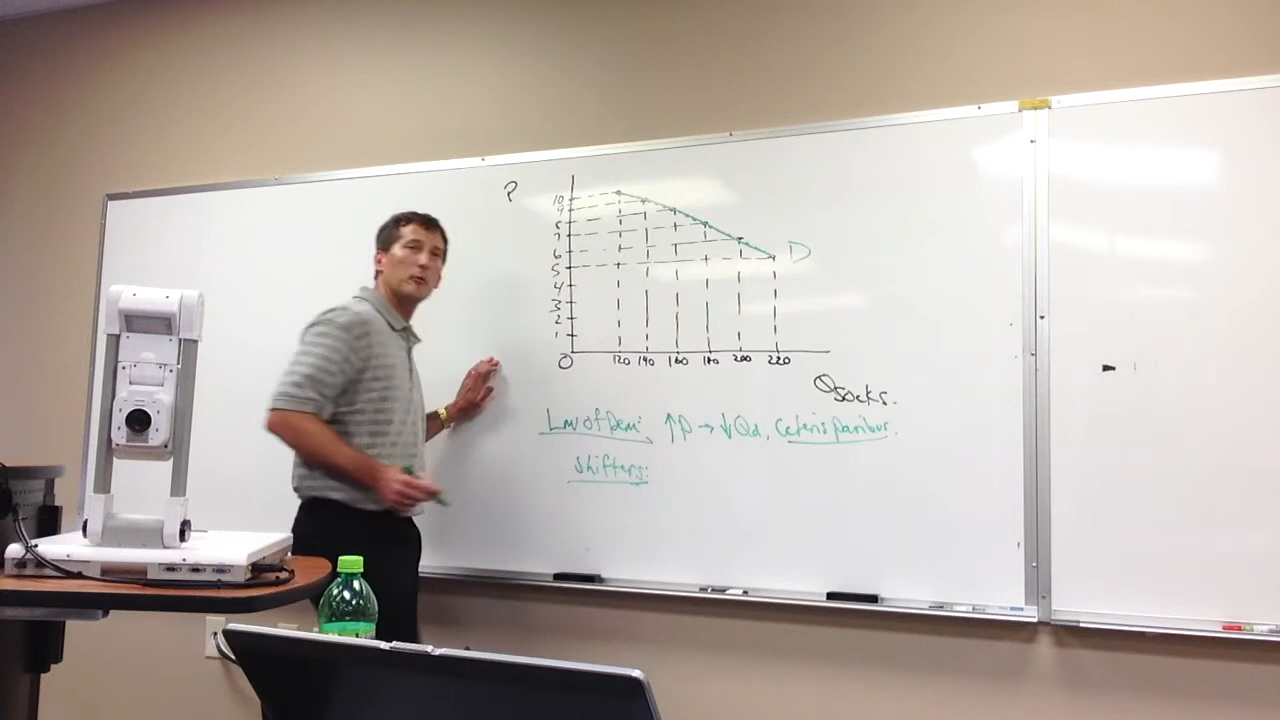 P
10
9
8
7
6
5
4
3
2
1
D
0 120 140 160 180 200 220
Qsocks.
Law of Dem: ↑P → ↓Qd, Ceteris paribus.
Shifters: